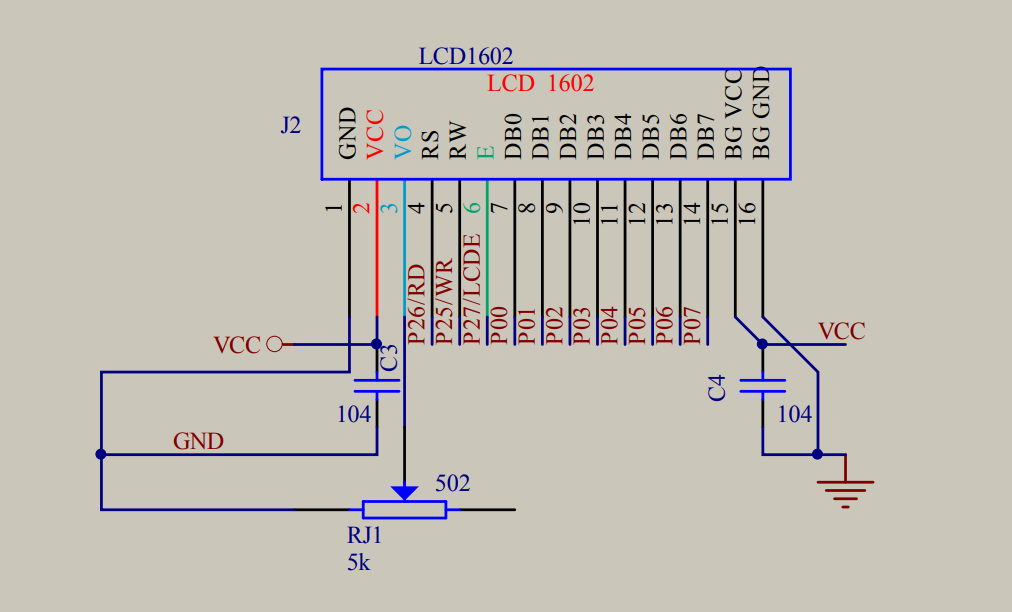 LCD1602
LCD 1602
J2
GND
VCC
VO
RS
RW
E
DB0
DB1
DB2
DB3
DB4
DB5
DB6
DB7
BG VCC
BG GND
1
2
3
4
5
6
7
8
9
10
11
12
13
14
15
16
P26/RD
P25/WR
P27/LCDE
P00
P01
P02
P03
P04
P05
P06
P07
VCC
VCC
C3
104
C4
104
GND
502
RJ1
5k